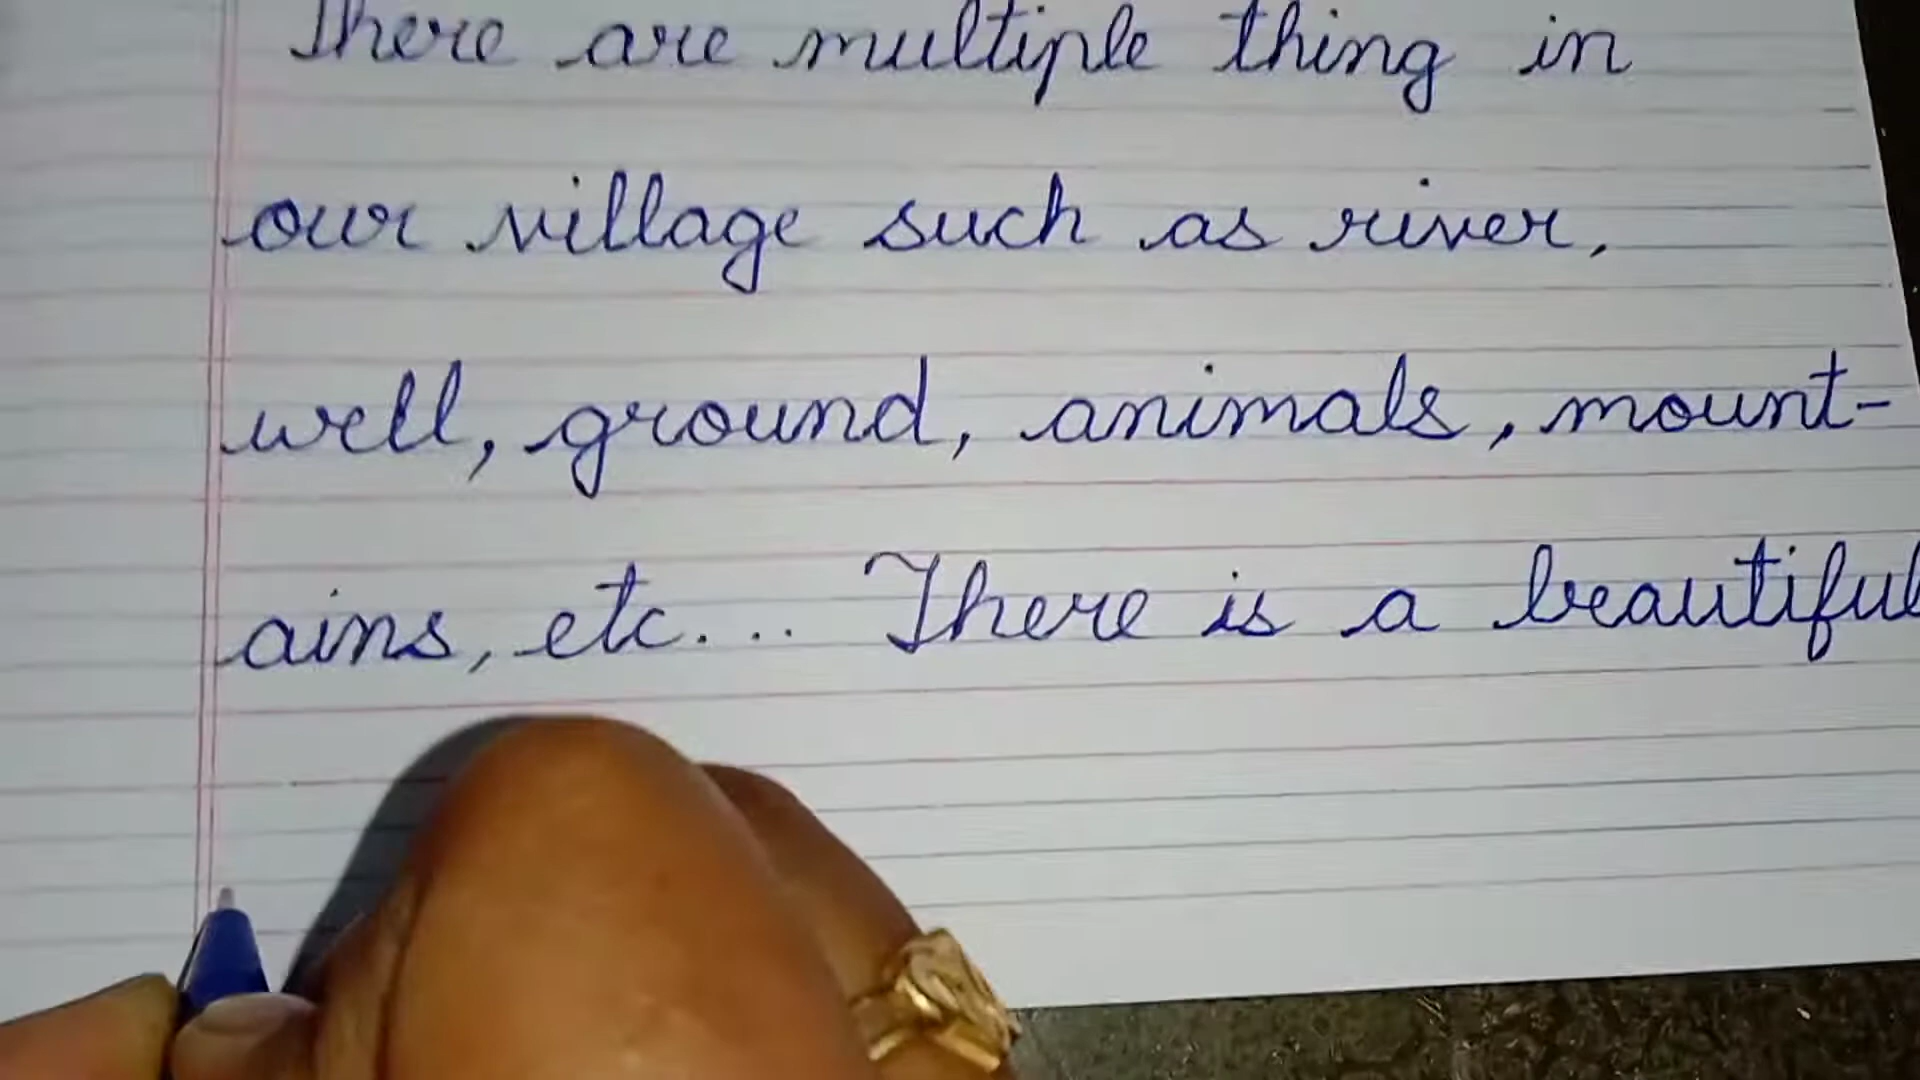 There are multiple thing in
our village such as river,
well, ground, animals, mount-
ains, etc... There is a beautiful